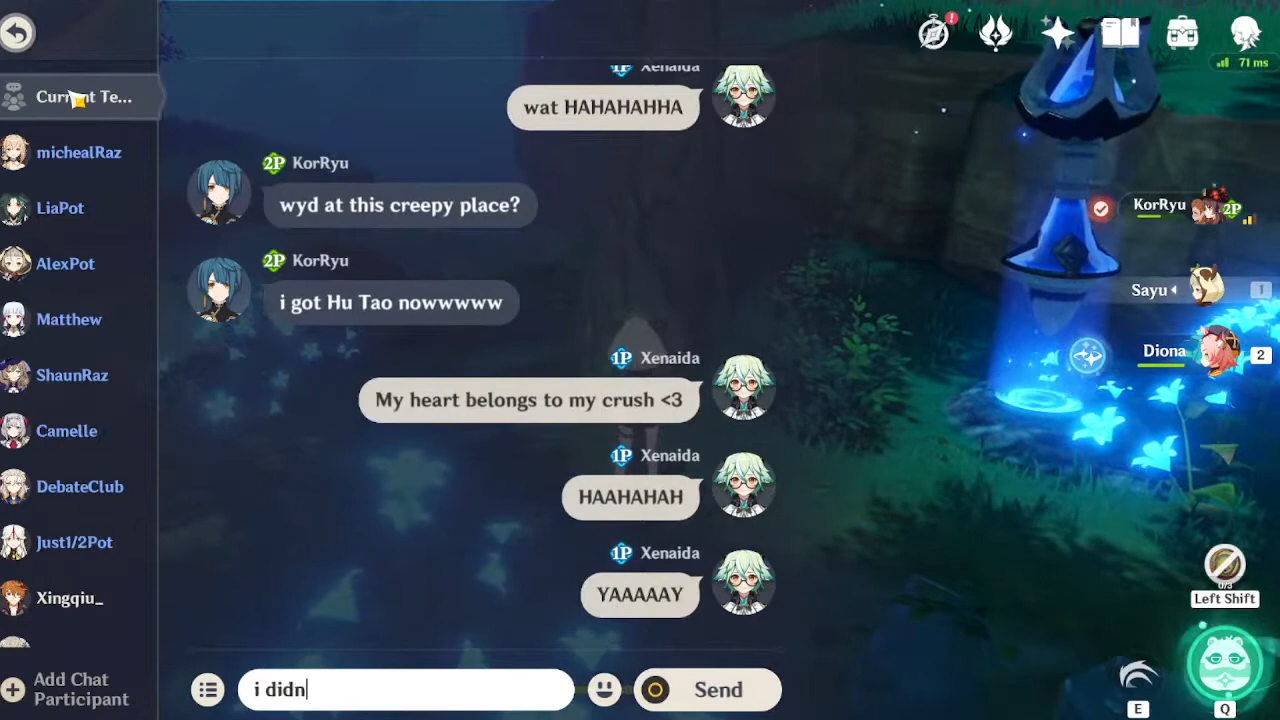 71 ms
Current Te...
michealRaz
LiaPot
AlexPot
Matthew
ShaunRaz
Camelle
DebateClub
Just1/2Pot
Xingqiu_
Add Chat
Participant
1P Xenaida
wat HAHAHAHHA
2P KorRyu
wyd at this creepy place?
2P KorRyu
i got Hu Tao nowwwww
1P Xenaida
My heart belongs to my crush <3
1P Xenaida
HAAHAHAH
1P Xenaida
YAAAAAY
i didn
Send
KorRyu 2P
Sayu 1
Diona 2
0/3
Left Shift
E
Q